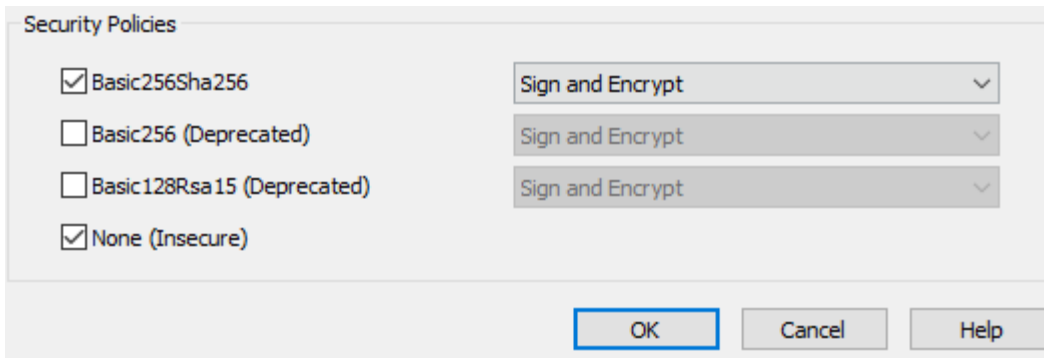 Security Policies
Basic256Sha256 Sign and Encrypt
Basic256 (Deprecated) Sign and Encrypt
Basic128Rsa15 (Deprecated) Sign and Encrypt
None (Insecure)
OK Cancel Help